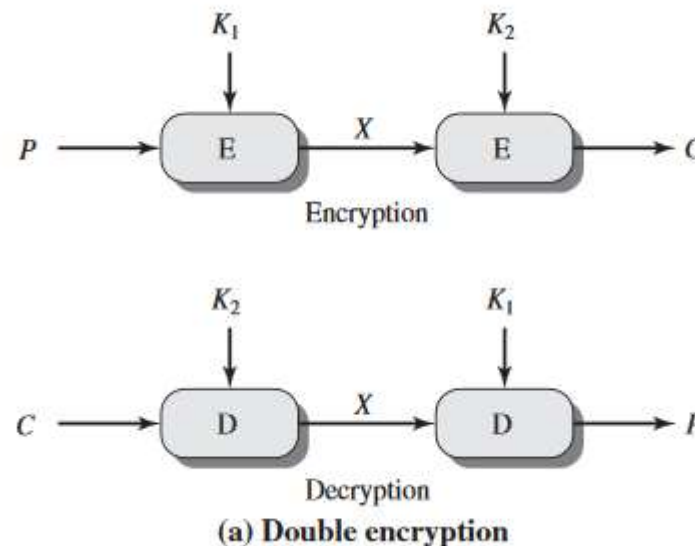 K₁ K₂
P E X E C
Encryption
K₂ K₁
C D X D P
Decryption
(a) Double encryption